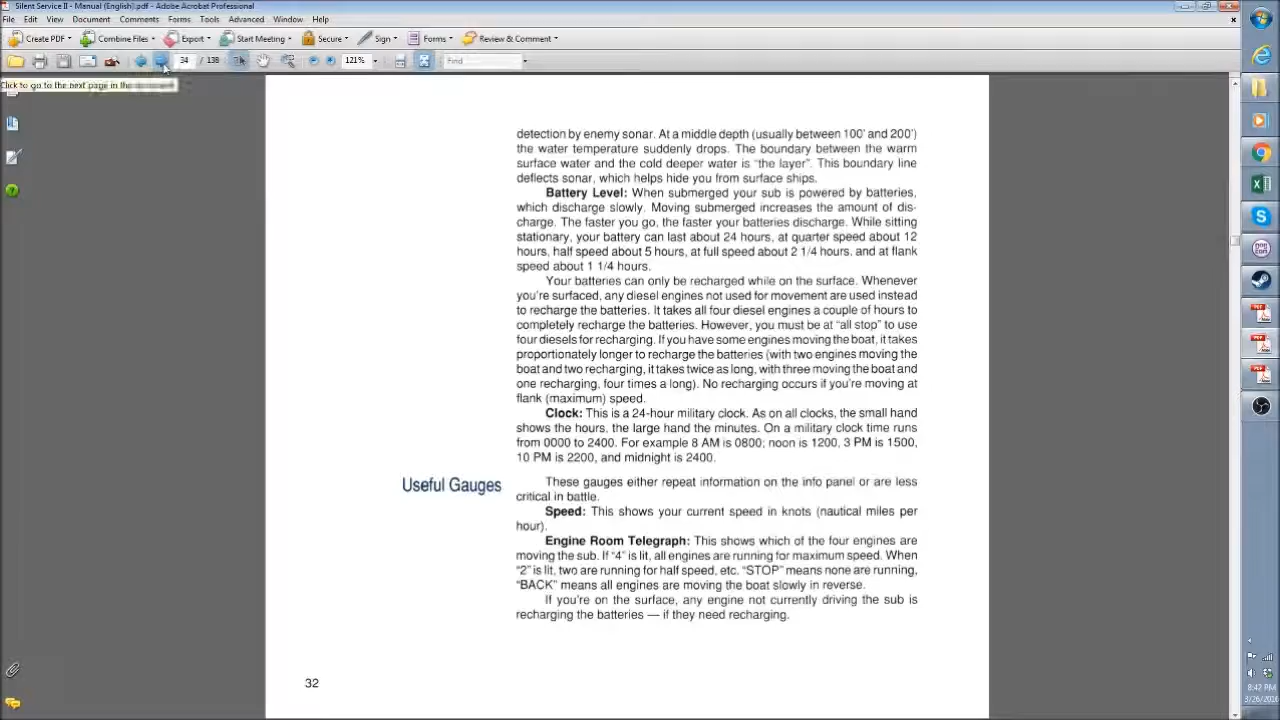 Silent Service II - Manual (English).pdf - Adobe Acrobat Professional
File Edit View Document Comments Forms Tools Advanced Window Help
Create PDF Combine Files Export Start Meeting Secure Sign Forms Review & Comment
34 / 138 121% Find
Click to go to the next page in the
detection by enemy sonar. At a middle depth (usually between 100' and 200')
the water temperature suddenly drops. The boundary between the warm
surface water and the cold deeper water is "the layer". This boundary line
deflects sonar, which helps hide you from surface ships.
Battery Level: When submerged your sub is powered by batteries,
which discharge slowly. Moving submerged increases the amount of dis-
charge. The faster you go, the faster your batteries discharge. While sitting
stationary, your battery can last about 24 hours, at quarter speed about 12
hours, half speed about 5 hours, at full speed about 2 1/4 hours, and at flank
speed about 1 1/4 hours.
Your batteries can only be recharged while on the surface. Whenever
you're surfaced, any diesel engines not used for movement are used instead
to recharge the batteries. It takes all four diesel engines a couple of hours to
completely recharge the batteries. However, you must be at "all stop" to use
four diesels for recharging. If you have some engines moving the boat, it takes
proportionately longer to recharge the batteries (with two engines moving the
boat and two recharging, it takes twice as long, with three moving the boat and
one recharging, four times a long). No recharging occurs if you're moving at
flank (maximum) speed.
Clock: This is a 24-hour military clock. As on all clocks, the small hand
shows the hours, the large hand the minutes. On a military clock time runs
from 0000 to 2400. For example 8 AM is 0800; noon is 1200, 3 PM is 1500,
10 PM is 2200, and midnight is 2400.
Useful Gauges
These gauges either repeat information on the info panel or are less
critical in battle.
Speed: This shows your current speed in knots (nautical miles per
hour).
Engine Room Telegraph: This shows which of the four engines are
moving the sub. If "4" is lit, all engines are running for maximum speed. When
"2" is lit, two are running for half speed, etc. "STOP" means none are running,
"BACK" means all engines are moving the boat slowly in reverse.
If you're on the surface, any engine not currently driving the sub is
recharging the batteries — if they need recharging.
32
8:42 PM
3/26/2016